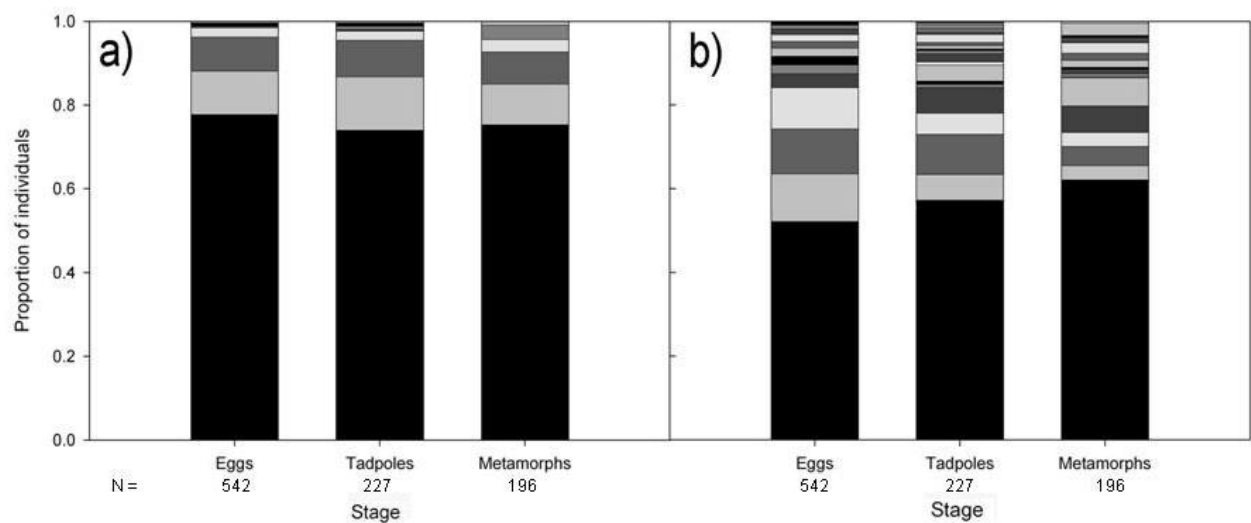 a) b)
Proportion of individuals
1.0
0.8
0.6
0.4
0.2
0.0
Eggs Tadpoles Metamorphs Eggs Tadpoles Metamorphs
N = 542 227 196 542 227 196
Stage Stage